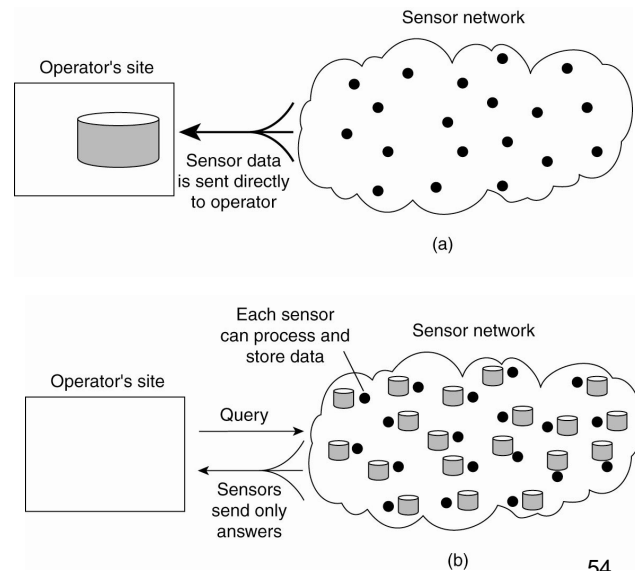 Sensor network
Operator's site
Sensor data
is sent directly
to operator
(a)
Each sensor
can process and
store data
Sensor network
Operator's site
Query
Sensors
send only
answers
(b)
54